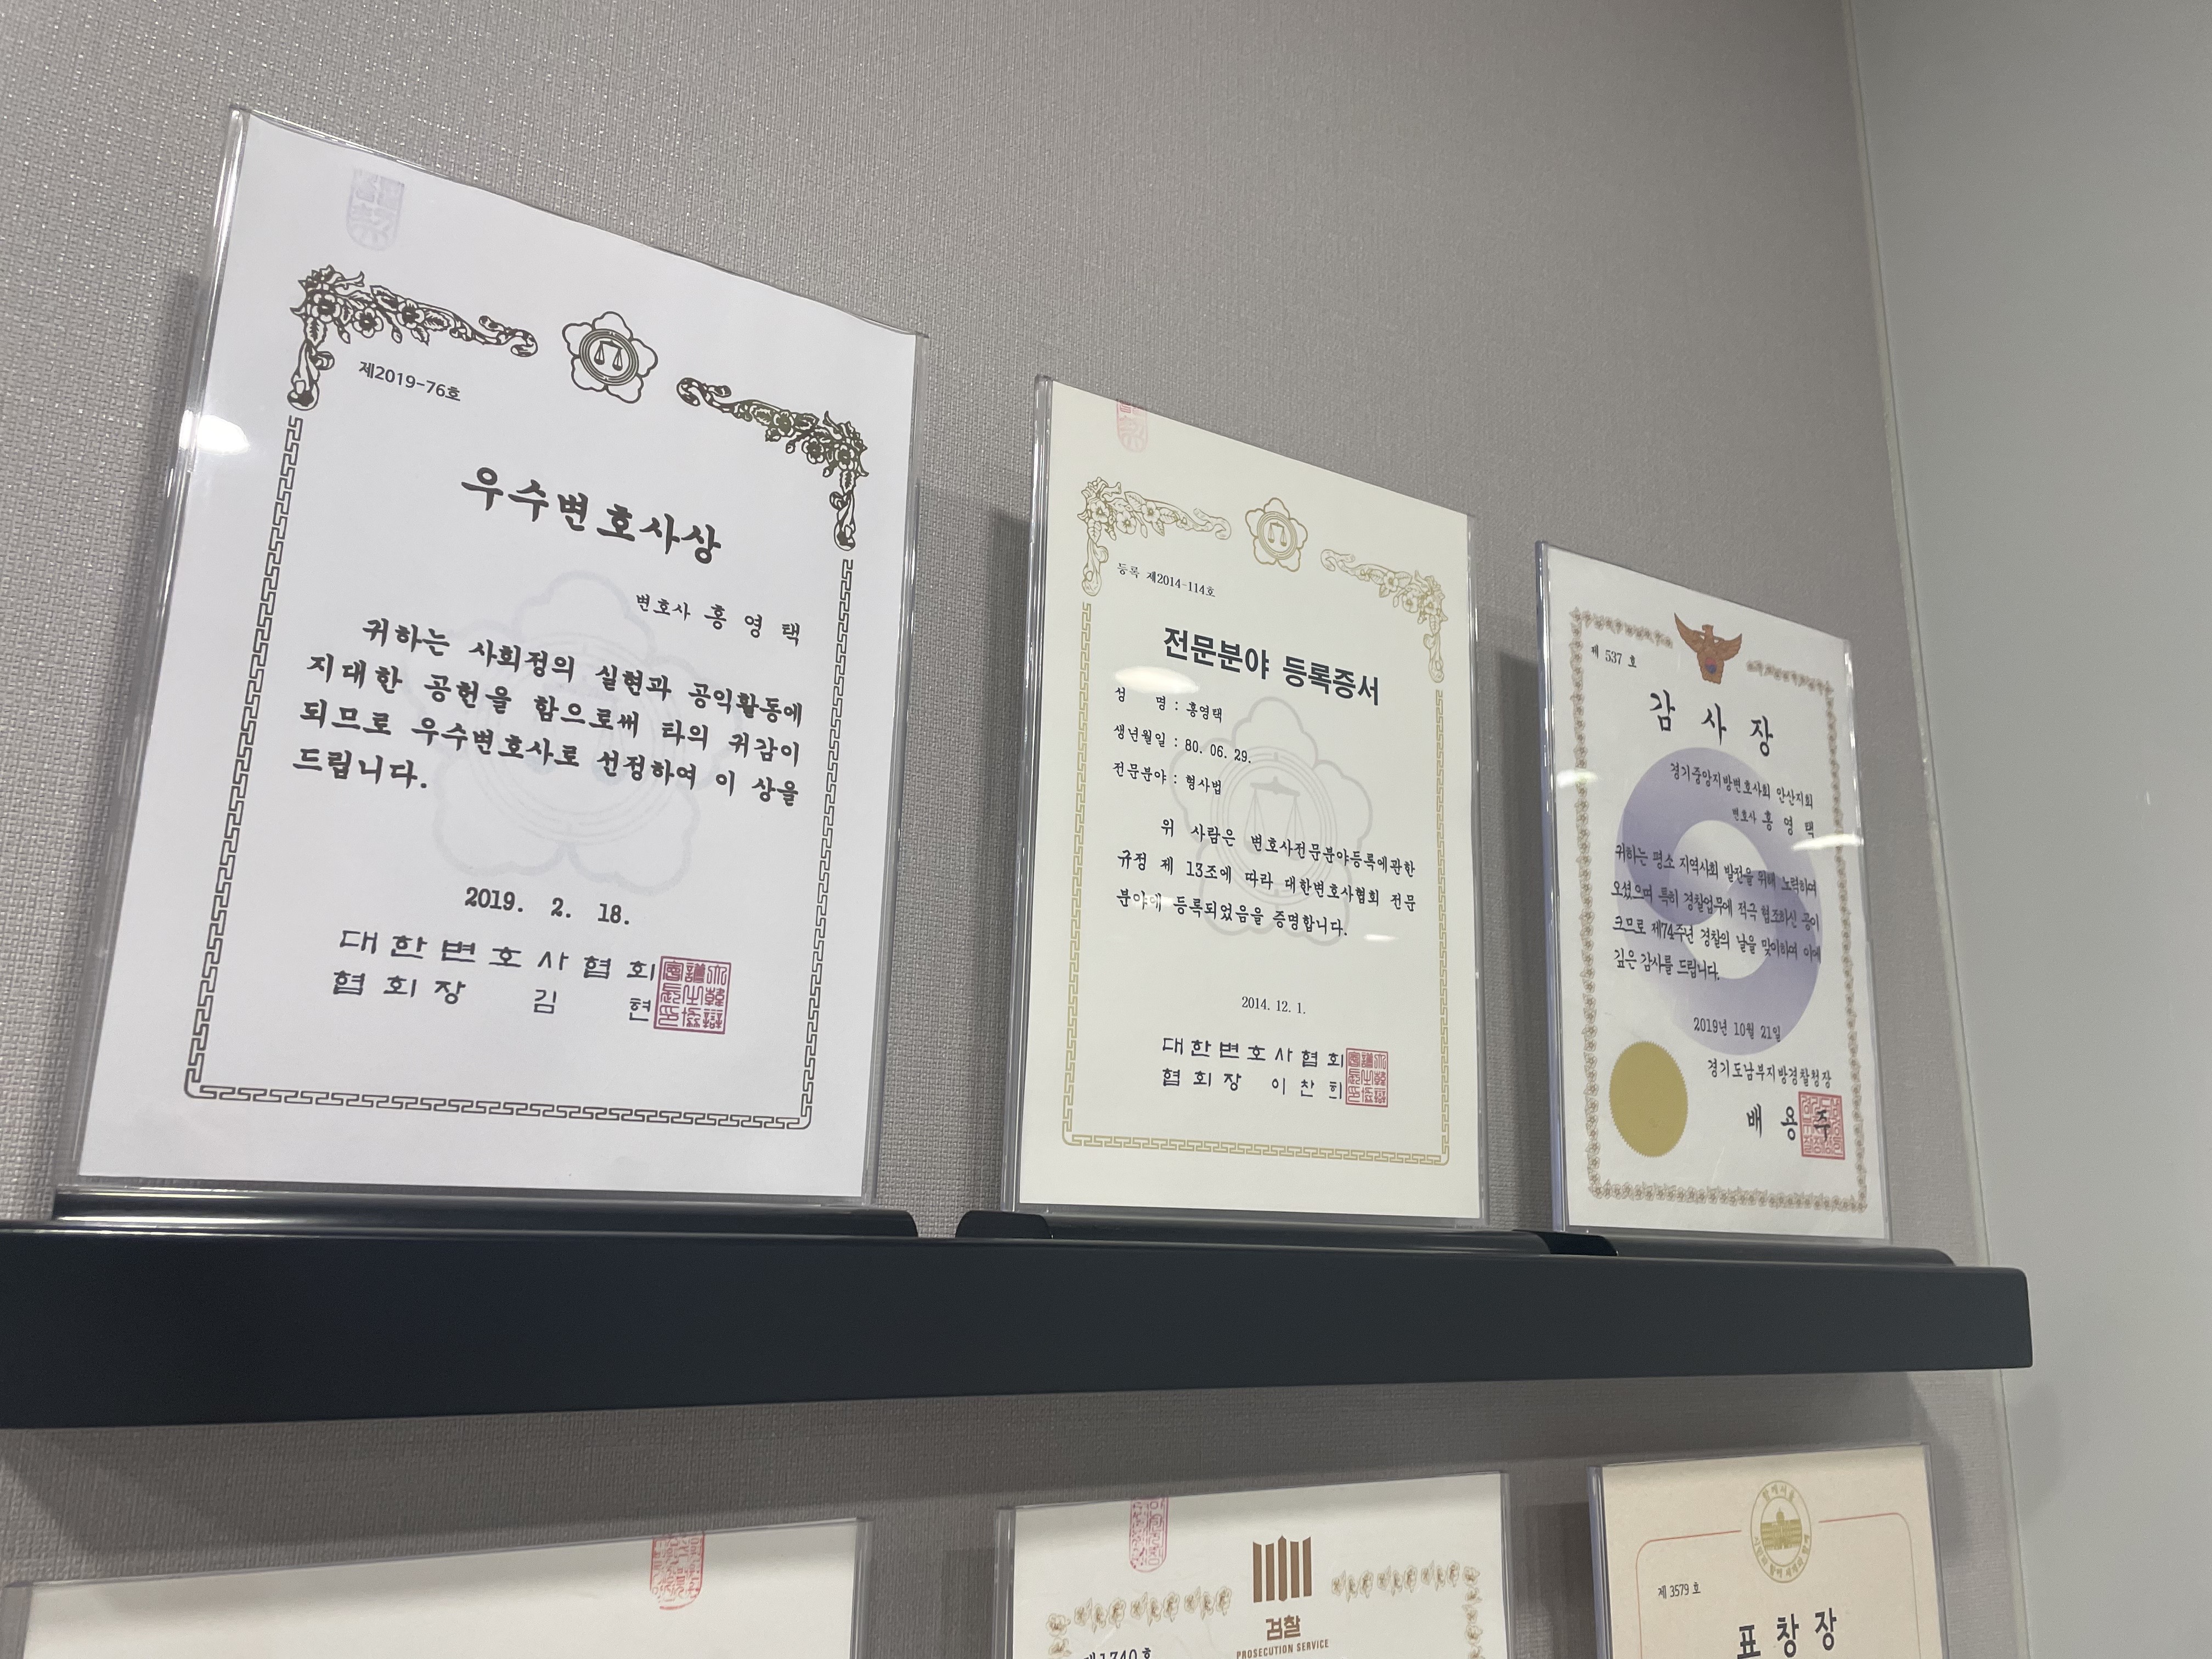 제2019-76호
우수변호사상
변호사 홍 영 택
귀하는 사회정의 실현과 공익활동에
지대한 공헌을 함으로써 타의 귀감이
되므로 우수변호사로 선정하여 이 상을
드립니다.
2019. 2. 18.
대한변호사협회
협회장 김 현
등록 제2014-114호
전문분야 등록증서
성 명 : 홍영택
생년월일 : 80. 06. 29.
전문분야 : 형사법
위 사람은 변호사전문분야등록에관한
규정 제 13조에 따라 대한변호사협회 전문
분야에 등록되었음을 증명합니다.
2014. 12. 1.
대한변호사협회
협회장 이찬희
제 537 호
감 사 장
경기중앙지방변호사회 안산지회
변호사 홍 영 택
귀하는 평소 지역사회 발전을 위해 노력하여
오셨으며 특히 경찰업무에 적극 협조하신 공이
크므로 제74주년 경찰의 날을 맞이하여 이에
깊은 감사를 드립니다.
2019년 10월 21일
경기도남부지방경찰청장
배 용 주
검찰
PROSECUTION SERVICE
제1740호
제 3579 호
표 창 장